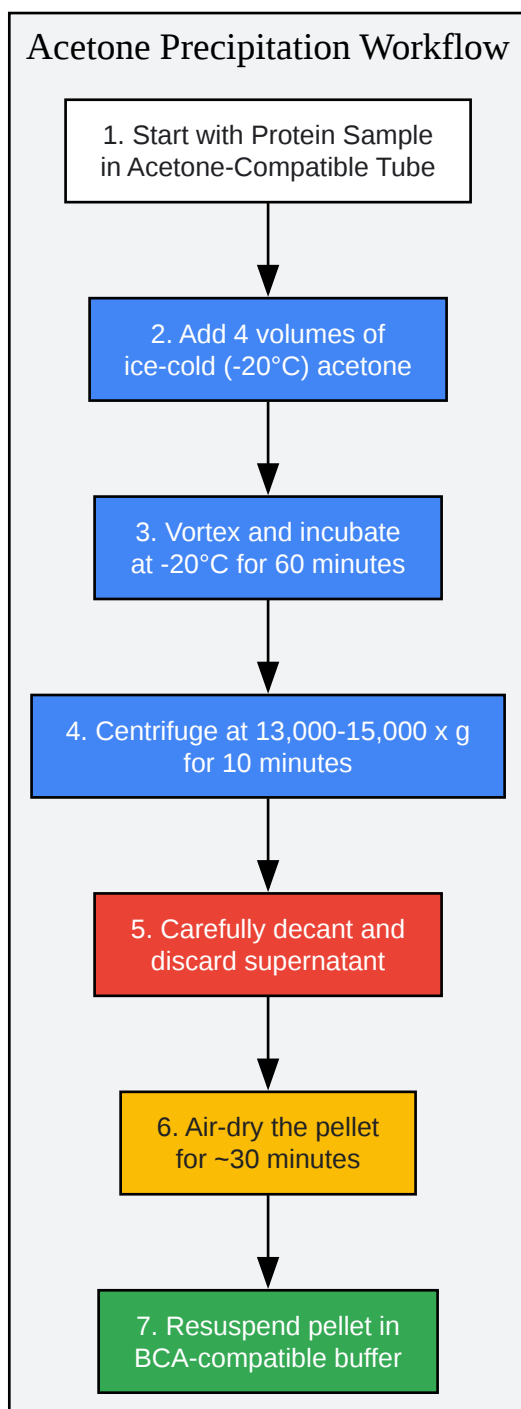 Acetone Precipitation Workflow
1. Start with Protein Sample
in Acetone-Compatible Tube
2. Add 4 volumes of
ice-cold (-20°C) acetone
3. Vortex and incubate
at -20°C for 60 minutes
4. Centrifuge at 13,000-15,000 x g
for 10 minutes
5. Carefully decant and
discard supernatant
6. Air-dry the pellet
for ~30 minutes
7. Resuspend pellet in
BCA-compatible buffer